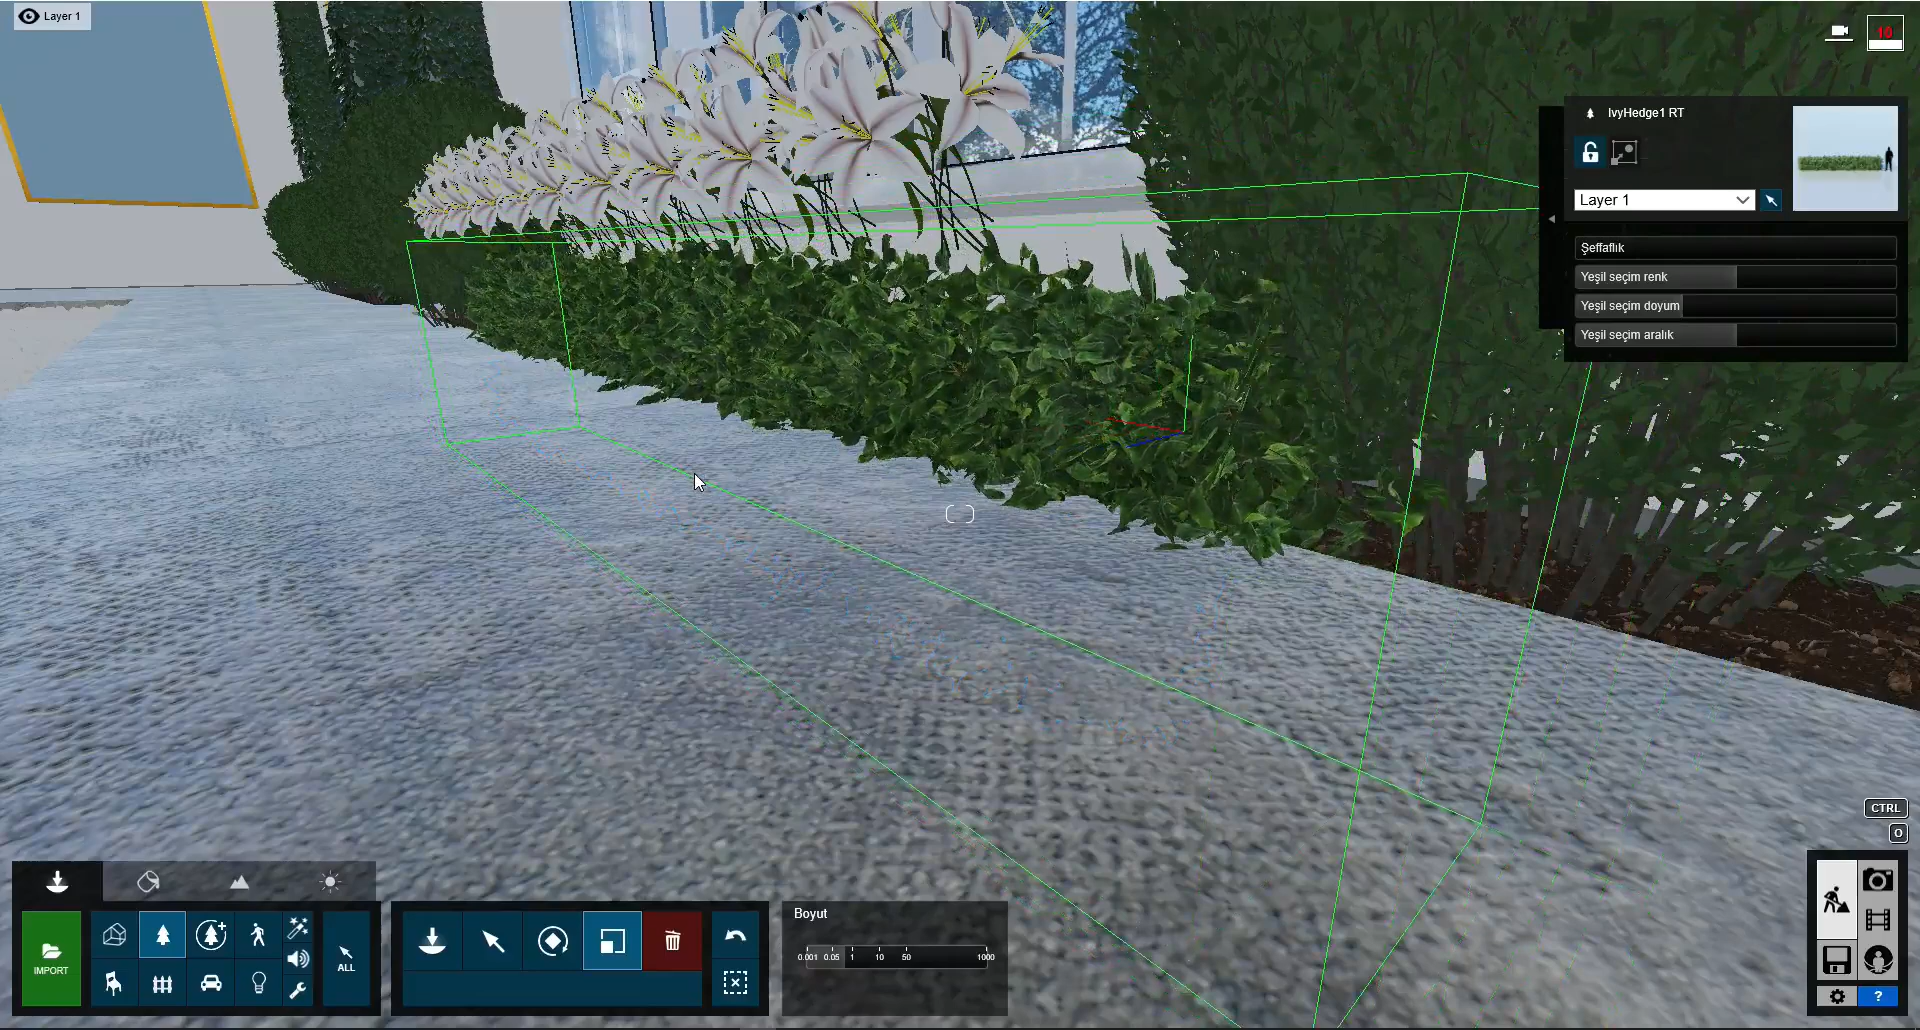 Layer 1
10
IvyHedge1 RT
Layer 1
Şeffaflık
Yeşil seçim renk
Yeşil seçim doyum
Yeşil seçim aralık
CTRL
O
IMPORT
ALL
Boyut
0.001 0.05 1 10 50 1000
?